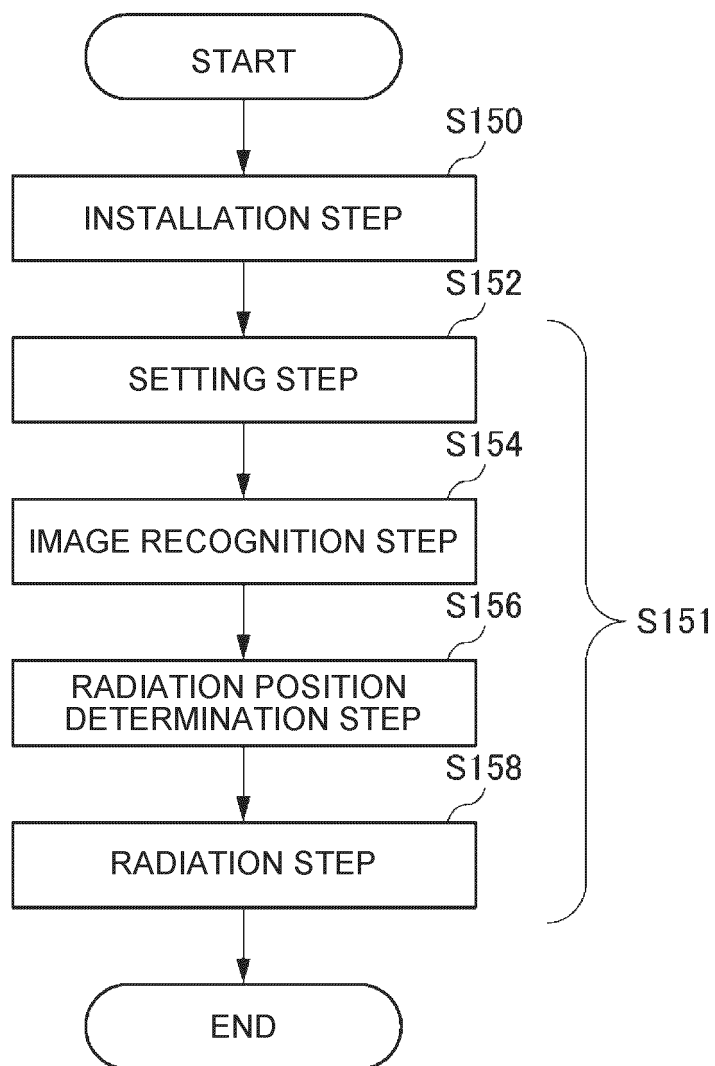 START
S150
INSTALLATION STEP
S152
SETTING STEP
S154
IMAGE RECOGNITION STEP
S151
S156
RADIATION POSITION
DETERMINATION STEP
S158
RADIATION STEP
END